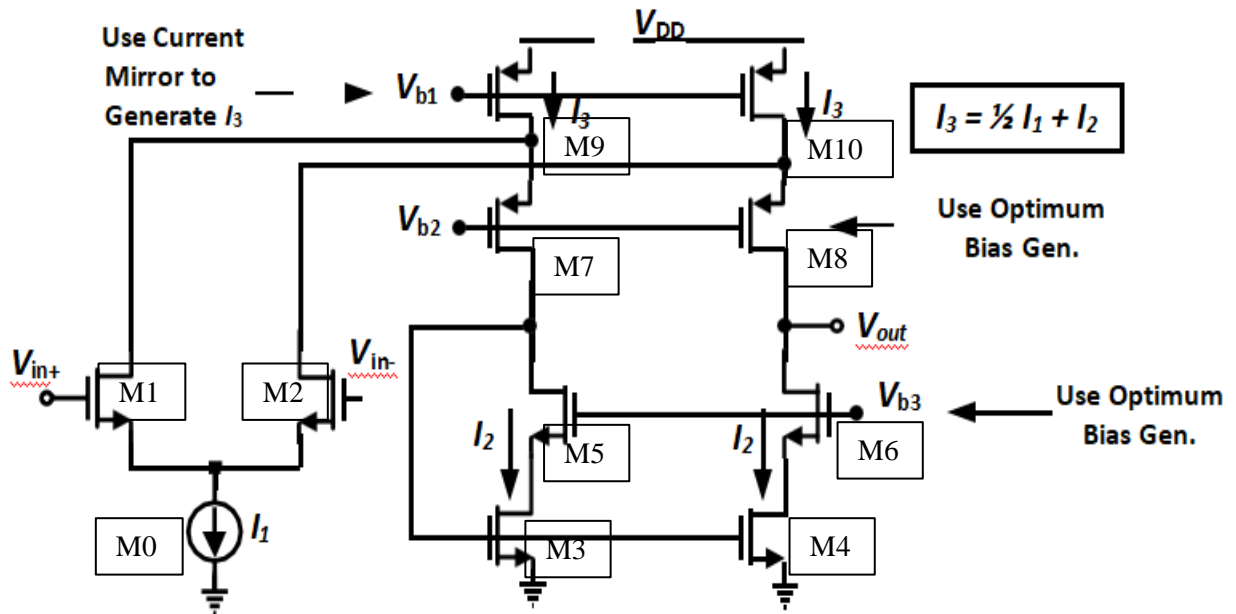 Use Current
Mirror to
Generate I3
VDD
Vb1
I3
I3
I3 = ½ I1 + I2
M9
M10
Vb2
Use Optimum
Bias Gen.
M7
M8
Vout
Vin+
M1
M2
Vin-
Vb3
Use Optimum
Bias Gen.
I2
M5
I2
M6
M0
I1
M3
M4